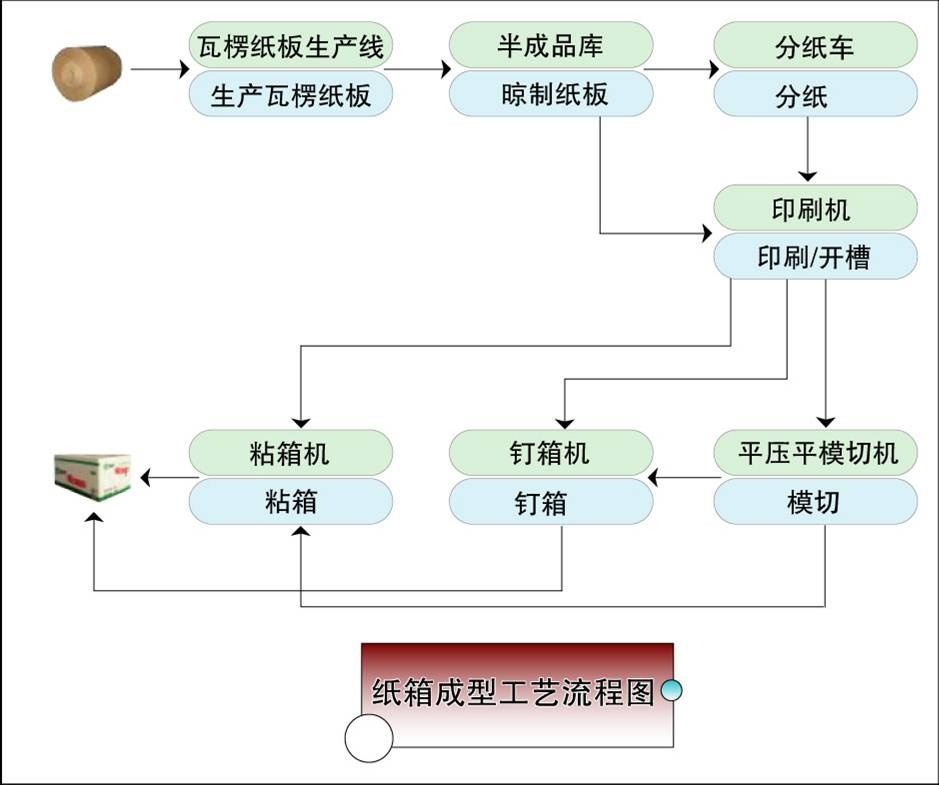 瓦楞纸板生产线
生产瓦楞纸板
半成品库
晾制纸板
分纸车
分纸
印刷机
印刷/开槽
粘箱机
粘箱
钉箱机
钉箱
平压平模切机
模切
纸箱成型工艺流程图